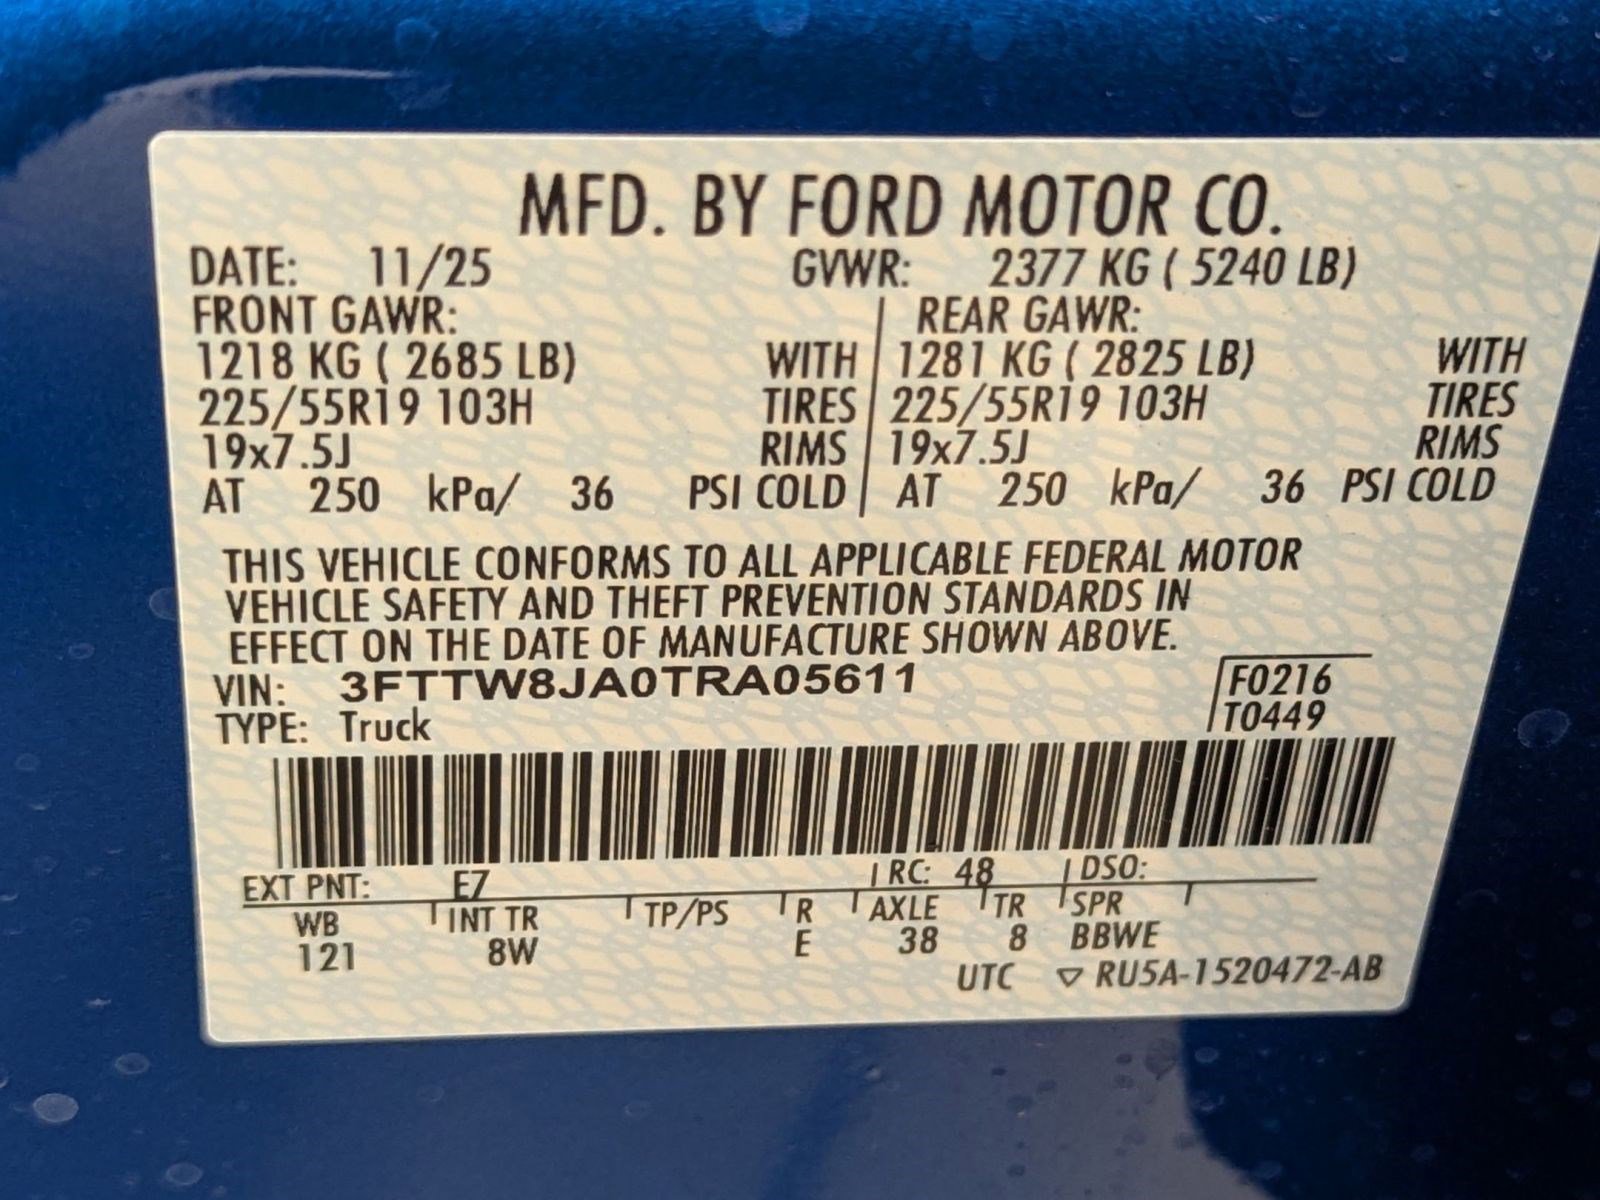 MFD. BY FORD MOTOR CO.
DATE: 11/25 GVWR: 2377 KG ( 5240 LB)
FRONT GAWR: REAR GAWR:
1218 KG ( 2685 LB) WITH 1281 KG ( 2825 LB) WITH
225/55R19 103H TIRES 225/55R19 103H TIRES
19x7.5J RIMS 19x7.5J RIMS
AT 250 kPa/ 36 PSI COLD AT 250 kPa/ 36 PSI COLD
THIS VEHICLE CONFORMS TO ALL APPLICABLE FEDERAL MOTOR
VEHICLE SAFETY AND THEFT PREVENTION STANDARDS IN
EFFECT ON THE DATE OF MANUFACTURE SHOWN ABOVE.
VIN: 3FTTW8JA0TRA05611 F0216
TYPE: Truck T0449
EXT PNT: E7 RC: 48 DSO:
WB INT TR TP/PS R AXLE TR SPR
121 8W E 38 8 BBWE
UTC ▽ RU5A-1520472-AB